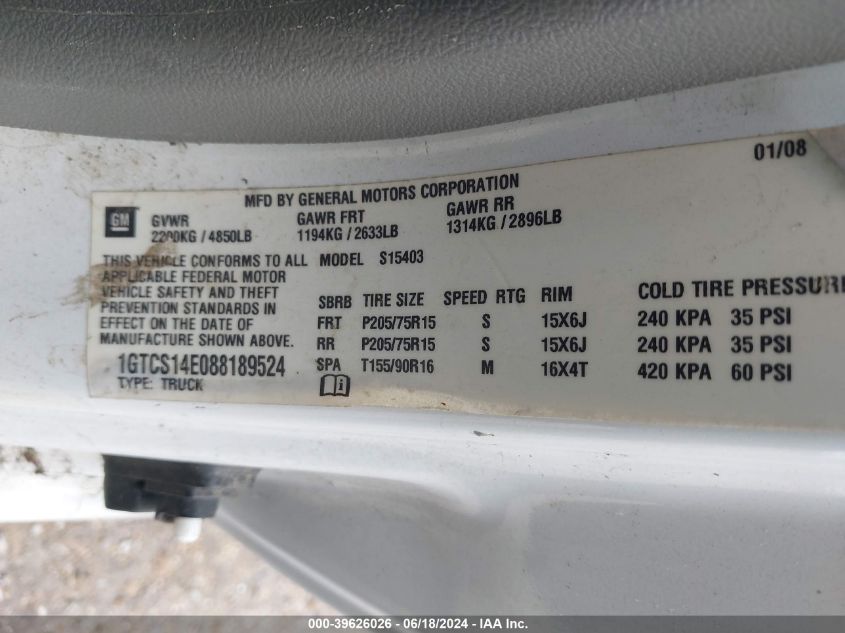 01/08
MFD BY GENERAL MOTORS CORPORATION
GM
GVWR GAWR FRT GAWR RR
2200KG / 4850LB 1194KG / 2633LB 1314KG / 2896LB
THIS VEHICLE CONFORMS TO ALL MODEL S15403
APPLICABLE FEDERAL MOTOR
VEHICLE SAFETY AND THEFT
PREVENTION STANDARDS IN
EFFECT ON THE DATE OF
MANUFACTURE SHOWN ABOVE.
1GTCS14E088189524
TYPE: TRUCK
SBRB TIRE SIZE SPEED RTG RIM COLD TIRE PRESSURE
FRT P205/75R15 S 15X6J 240 KPA 35 PSI
RR P205/75R15 S 15X6J 240 KPA 35 PSI
SPA T155/90R16 M 16X4T 420 KPA 60 PSI
000-39626026 - 06/18/2024 - IAAI Inc.